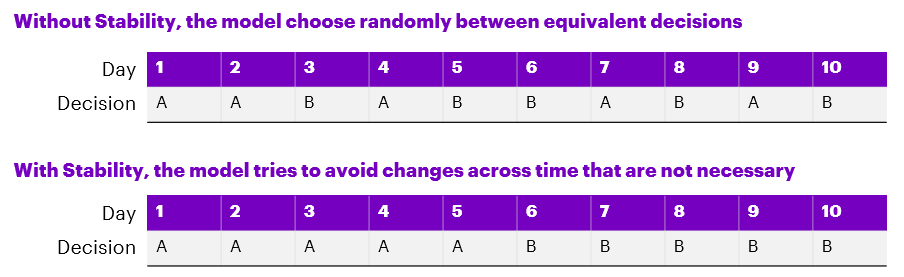 Without Stability, the model choose randomly between equivalent decisions
Day 1 2 3 4 5 6 7 8 9 10
Decision A A B A B B A B A B
With Stability, the model tries to avoid changes across time that are not necessary
Day 1 2 3 4 5 6 7 8 9 10
Decision A A A A A B B B B B